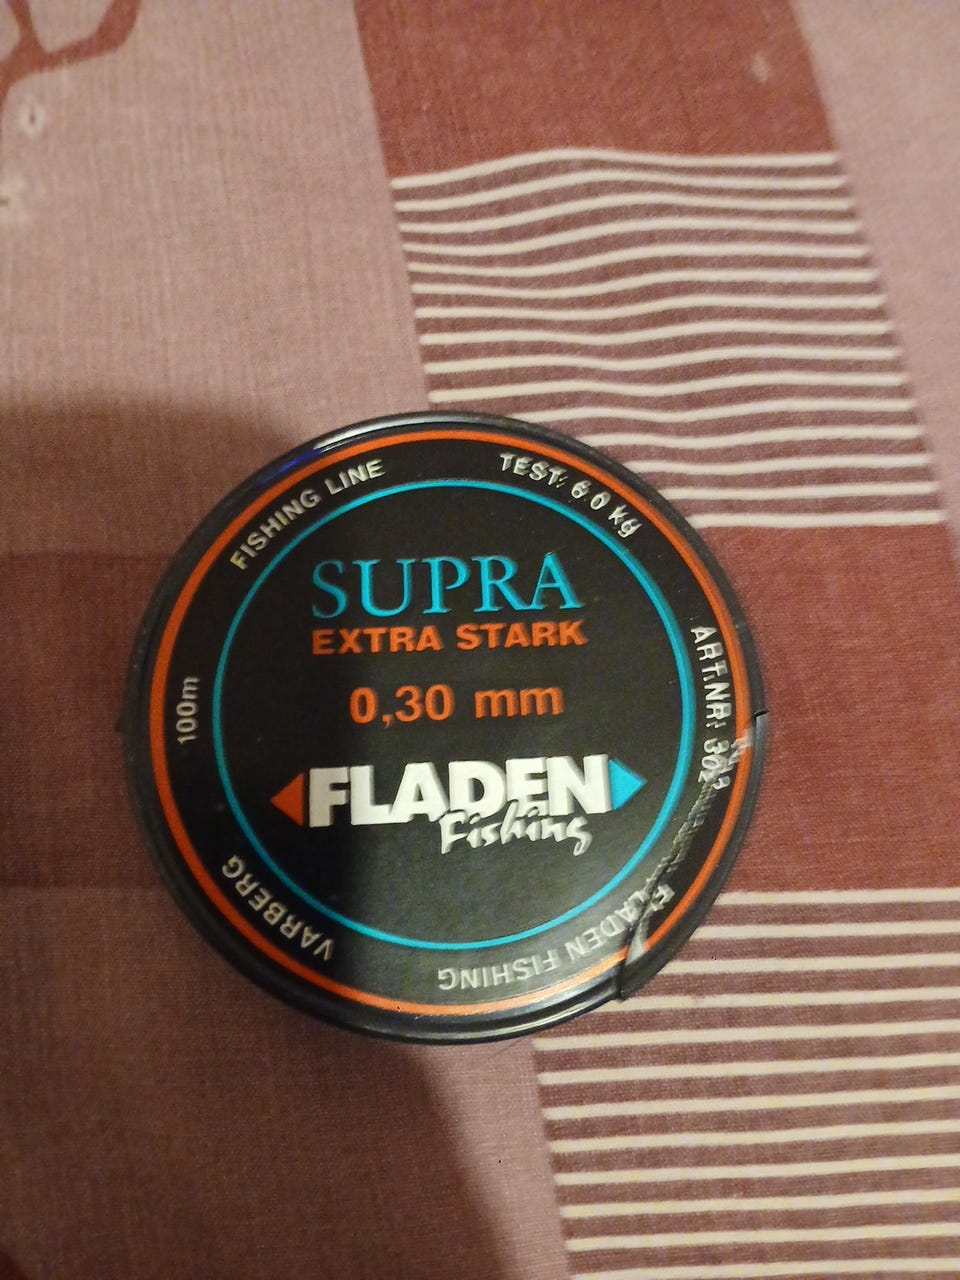 FISHING LINE
TEST: 6.0 kg
SUPRA
EXTRA STARK
0,30 mm
FLADEN
Fishing
100m
ART.NR:
VARBERG
FLADEN FISHING